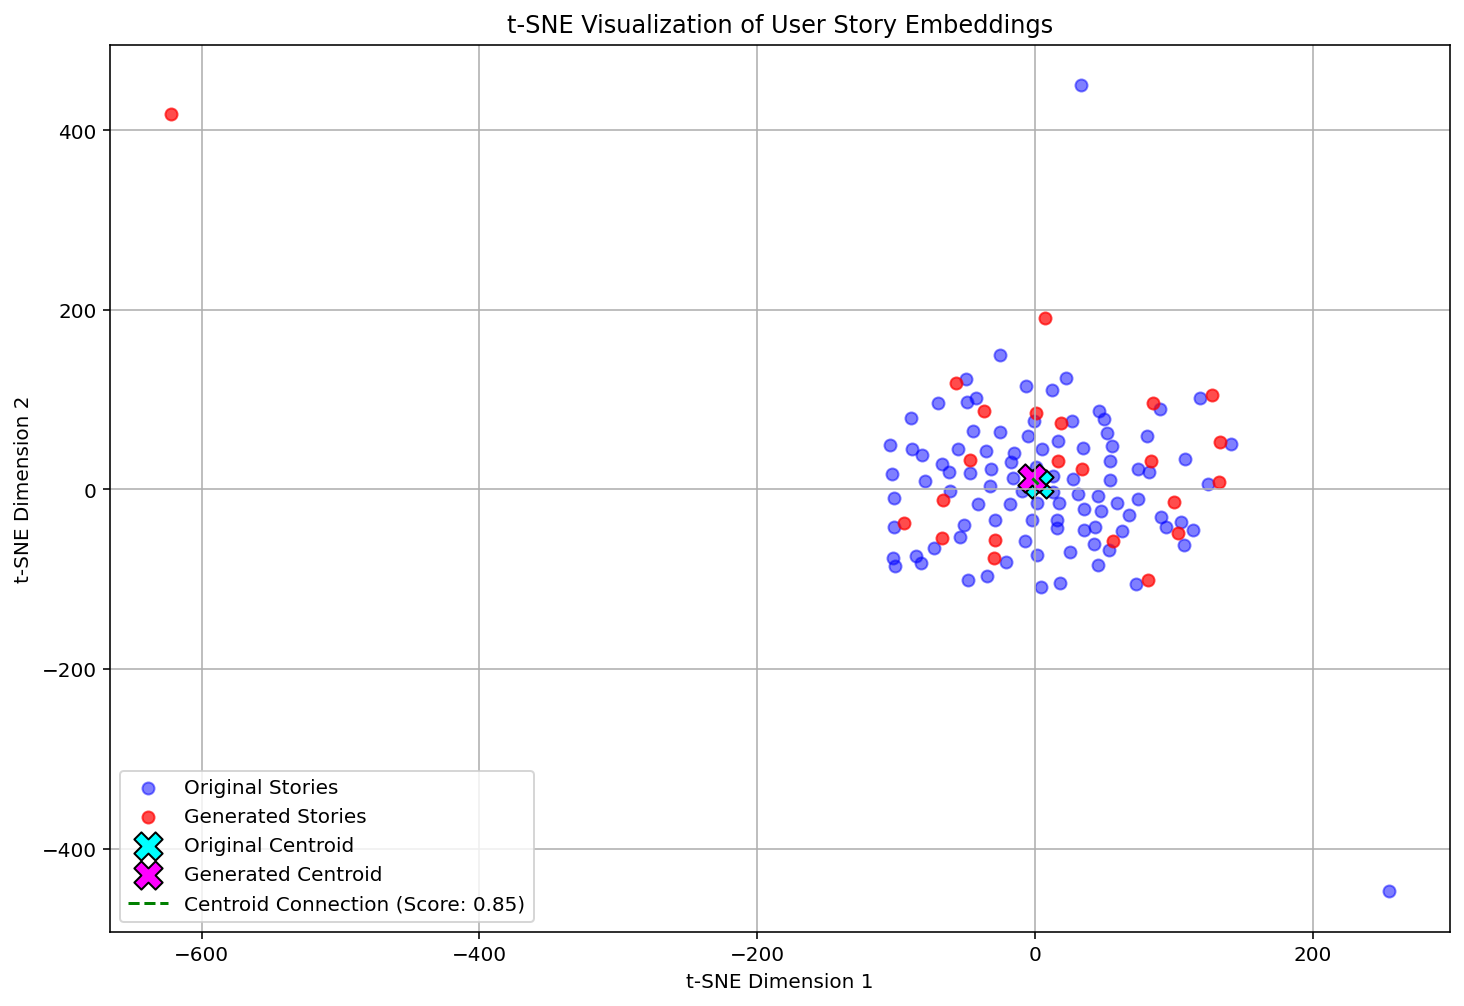 t-SNE Visualization of User Story Embeddings
t-SNE Dimension 2
400
200
0
−200
−400
Original Stories
Generated Stories
Original Centroid
Generated Centroid
Centroid Connection (Score: 0.85)
−600
−400
−200
0
200
t-SNE Dimension 1